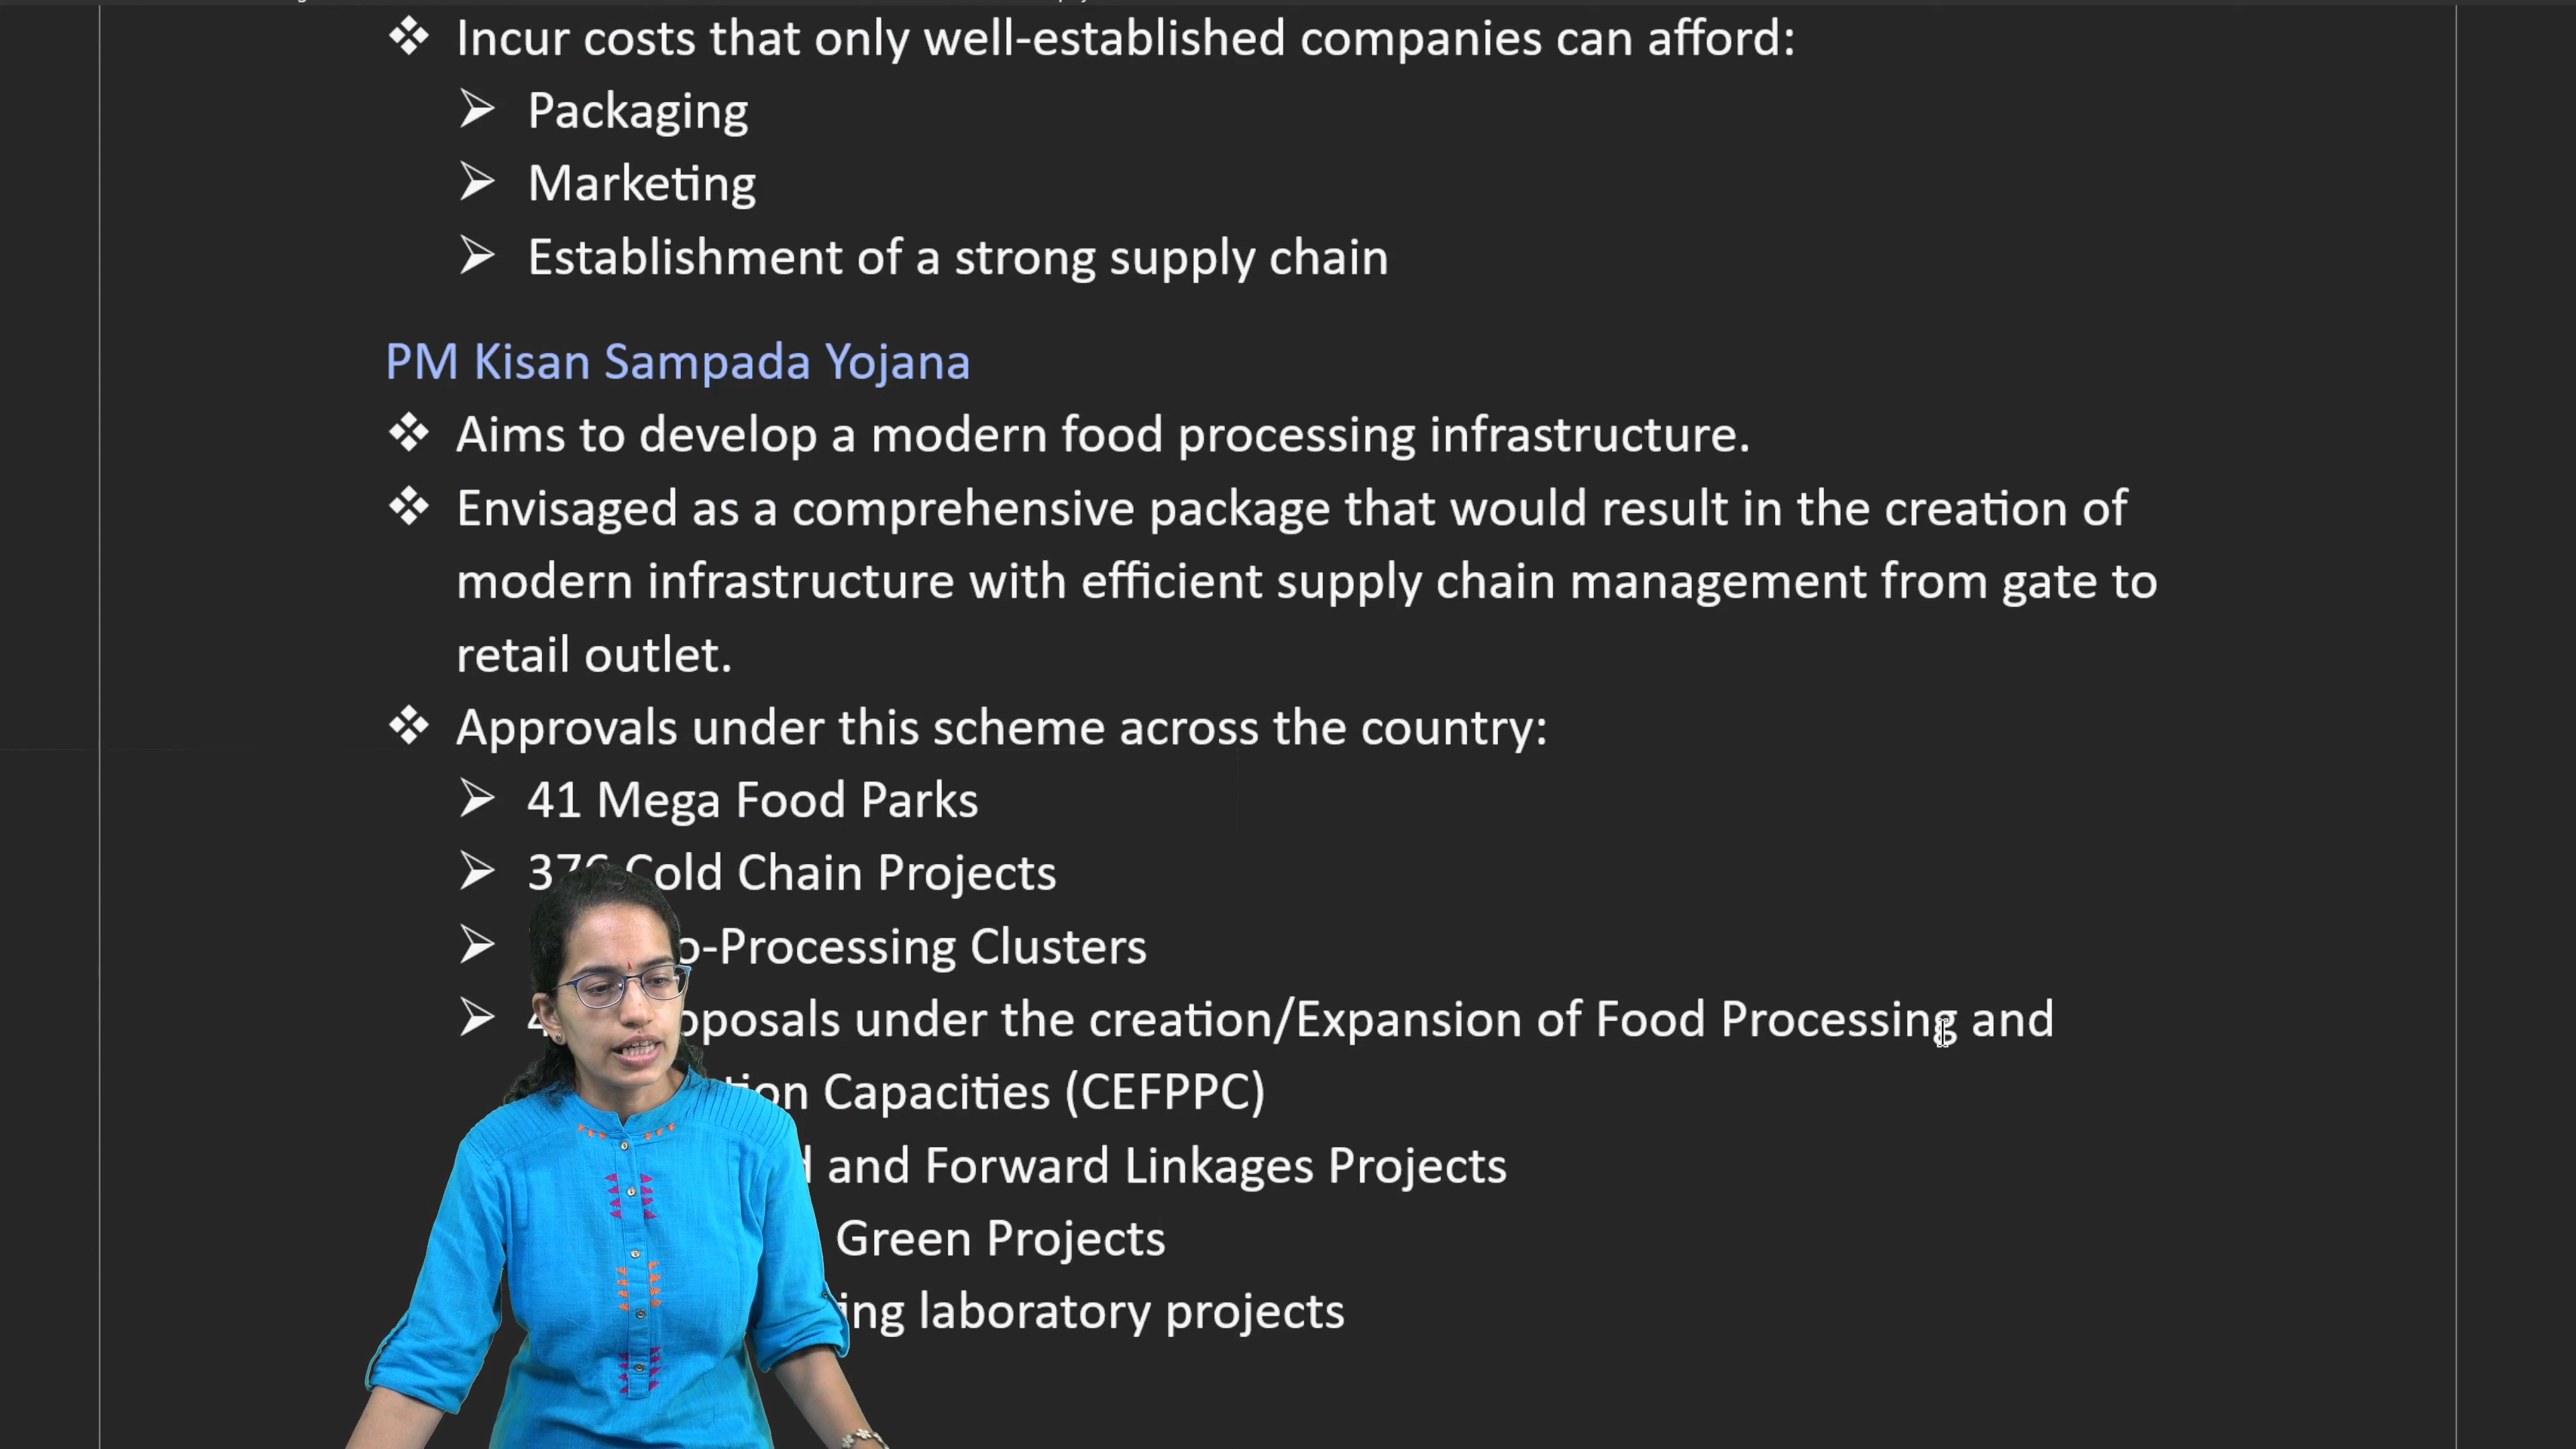 ❖ Incur costs that only well-established companies can afford:
➢ Packaging
➢ Marketing
➢ Establishment of a strong supply chain
PM Kisan Sampada Yojana
❖ Aims to develop a modern food processing infrastructure.
❖ Envisaged as a comprehensive package that would result in the creation of
modern infrastructure with efficient supply chain management from gate to
retail outlet.
❖ Approvals under this scheme across the country:
➢ 41 Mega Food Parks
➢ Cold Chain Projects
➢ Clusters
➢ under the creation/Expansion of Food Processing and
Capacities (CEFPPC)
and Forward Linkages Projects
Green Projects
laboratory projects